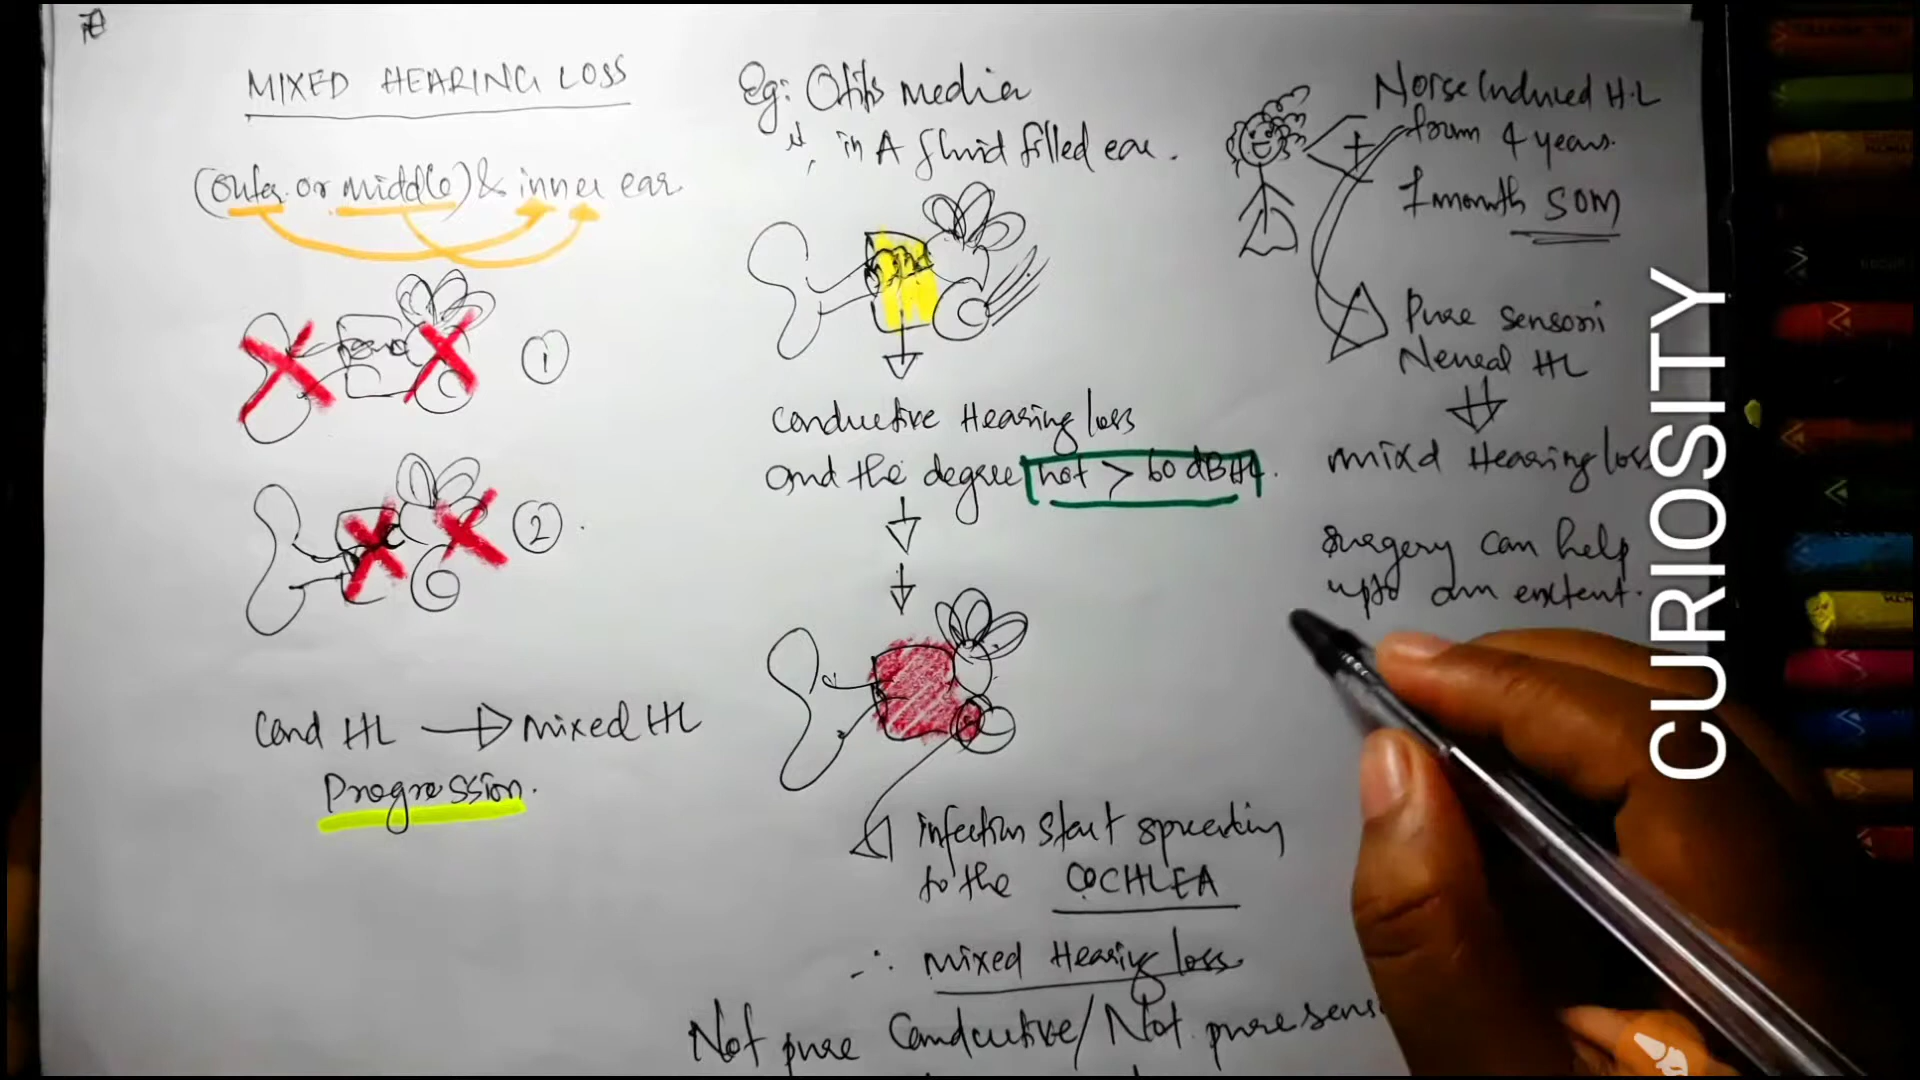 MIXED HEARING LOSS
(outer or middle) & inner ear
1
2
Cond HL → mixed HL
Progression.
Eg: Otitis media
in A fluid filled ear.
Conductive Hearing loss
and the degree not > 60 dBHL.
infection start spreading
to the COCHLEA
∴ mixed Hearing loss
Not pure Conductive/Not pure sens
Noise Induced H.L
from 4 years.
1 month SOM
Pure sensori
Neural HL
mixed Hearing loss
surgery can help
upto an extent.
CURIOSITY